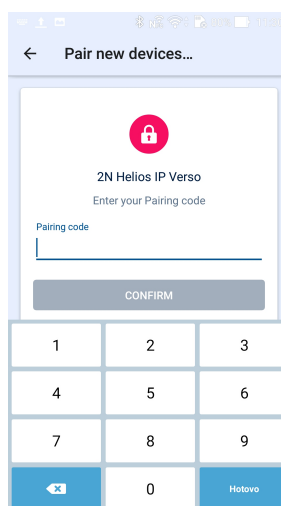 Pair new devices...
2N Helios IP Verso
Enter your Pairing code
Pairing code
CONFIRM
1 2 3
4 5 6
7 8 9
0 Hotovo